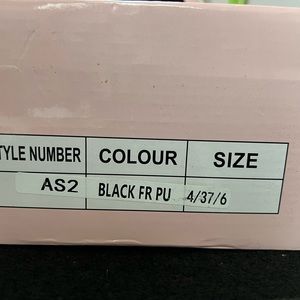 TYLE NUMBER COLOUR SIZE
AS2 BLACK FR PU 4/37/6